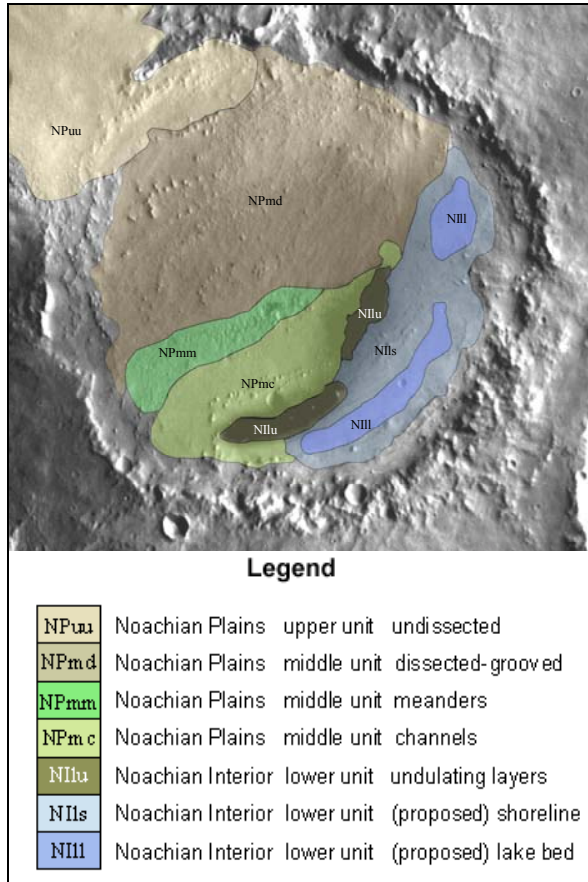 NPuu
NPmd
NIll
NIlu
NPmm
NIls
NPmc
NIlu
NIll
Legend
NPuu Noachian Plains upper unit undissected
NPmd Noachian Plains middle unit dissected-grooved
NPmm Noachian Plains middle unit meanders
NPmc Noachian Plains middle unit channels
NIlu Noachian Interior lower unit undulating layers
NIls Noachian Interior lower unit (proposed) shoreline
NIll Noachian Interior lower unit (proposed) lake bed